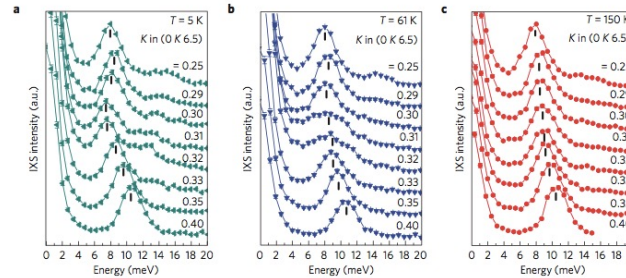 a
T = 5 K
K in (0 K 6.5)
= 0.25
0.29
0.30
0.31
0.32
0.33
0.35
0.40
IXS intensity (a.u.)
0 2 4 6 8 10 12 14 16 18 20
Energy (meV)
b
T = 61 K
K in (0 K 6.5)
= 0.25
0.29
0.30
0.31
0.32
0.33
0.35
0.40
IXS intensity (a.u.)
0 2 4 6 8 10 12 14 16 18 20
Energy (meV)
c
T = 150 K
K in (0 K 6.5)
IXS intensity (a.u.)
0 2 4 6 8 10 12 14 16 18
Energy (meV)